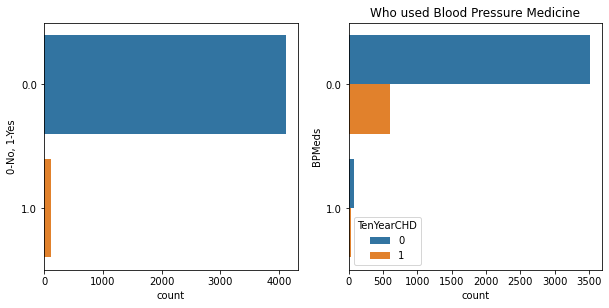 0-No, 1-Yes
0.0
1.0
0 1000 2000 3000 4000
count
Who used Blood Pressure Medicine
BPMeds
0.0
1.0
TenYearCHD
0
1
0 500 1000 1500 2000 2500 3000 3500
count